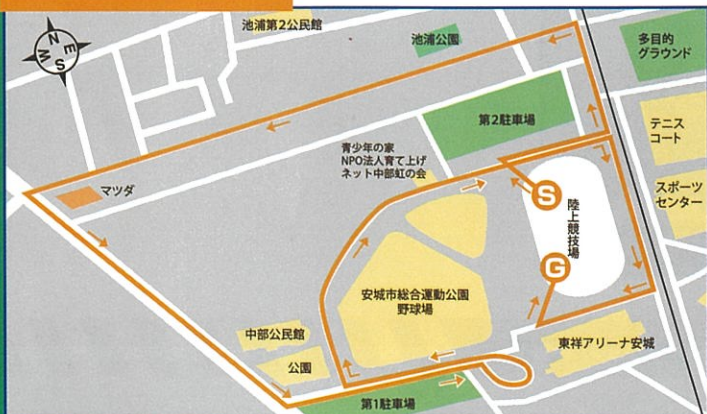 池浦第2公民館
池浦公園
多目的
グラウンド
N
E
W
S
第2駐車場
テニス
コート
青少年の家
NPO法人育て上げ
ネット中部虹の会
マツダ
スポーツ
センター
S
陸上競技場
G
安城市総合運動公園
野球場
中部公民館
公園
東祥アリーナ安城
第1駐車場